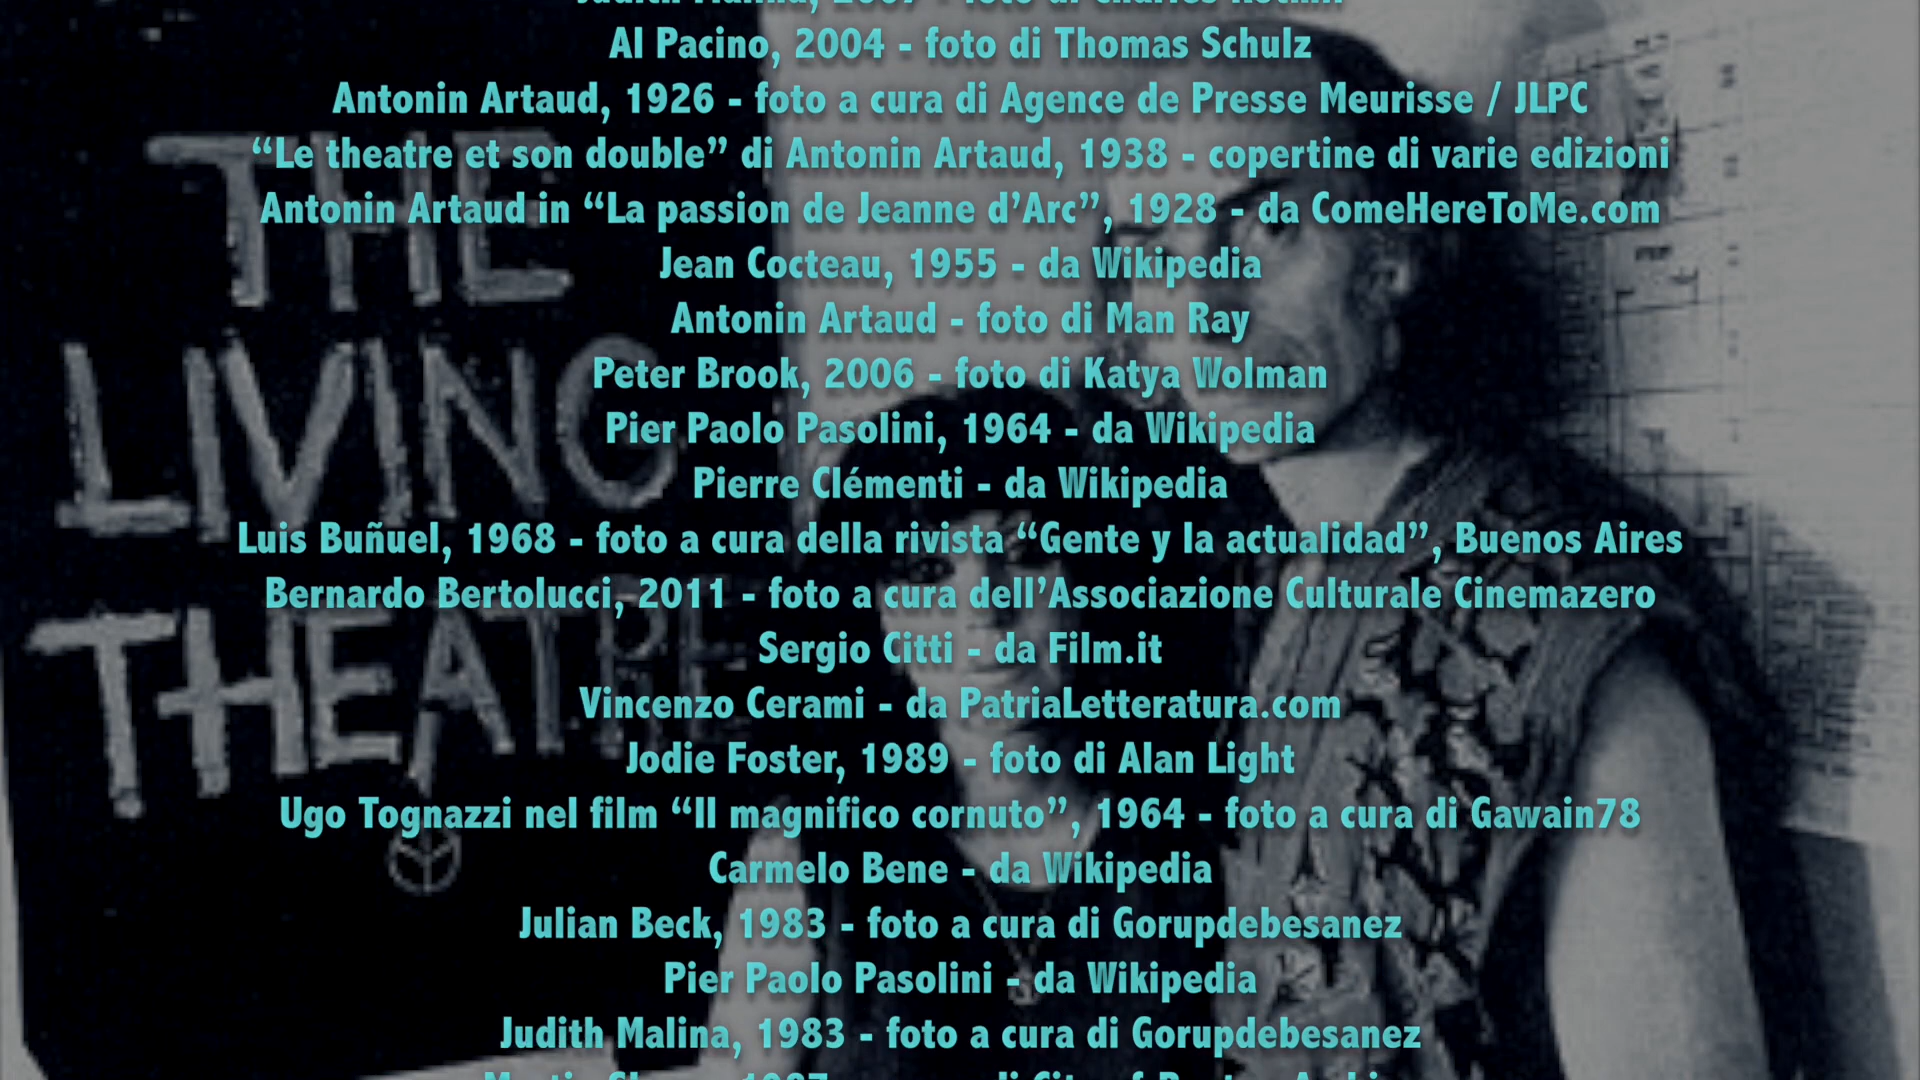 Judith Malina, 2007 - foto di Charles Rotmil
Al Pacino, 2004 - foto di Thomas Schulz
Antonin Artaud, 1926 - foto a cura di Agence de Presse Meurisse / JLPC
“Le theatre et son double” di Antonin Artaud, 1938 - copertine di varie edizioni
Antonin Artaud in “La passion de Jeanne d’Arc”, 1928 - da ComeHereToMe.com
Jean Cocteau, 1955 - da Wikipedia
Antonin Artaud - foto di Man Ray
Peter Brook, 2006 - foto di Katya Wolman
Pier Paolo Pasolini, 1964 - da Wikipedia
Pierre Clémenti - da Wikipedia
Luis Buñuel, 1968 - foto a cura della rivista “Gente y la actualidad”, Buenos Aires
Bernardo Bertolucci, 2011 - foto a cura dell’Associazione Culturale Cinemazero
Sergio Citti - da Film.it
Vincenzo Cerami - da PatriaLetteratura.com
Jodie Foster, 1989 - foto di Alan Light
Ugo Tognazzi nel film “Il magnifico cornuto”, 1964 - foto a cura di Gawain78
Carmelo Bene - da Wikipedia
Julian Beck, 1983 - foto a cura di Gorupdebesanez
Pier Paolo Pasolini - da Wikipedia
Judith Malina, 1983 - foto a cura di Gorupdebesanez
THE
LIVING
THEATRE